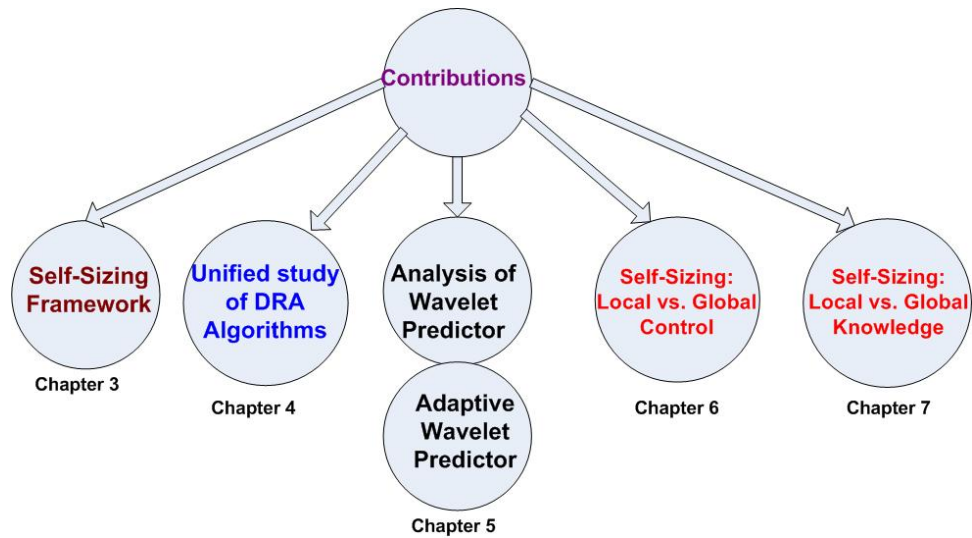 Contributions
Self-Sizing
Framework
Chapter 3
Unified study
of DRA
Algorithms
Chapter 4
Analysis of
Wavelet
Predictor
Adaptive
Wavelet
Predictor
Chapter 5
Self-Sizing:
Local vs. Global
Control
Chapter 6
Self-Sizing:
Local vs. Global
Knowledge
Chapter 7